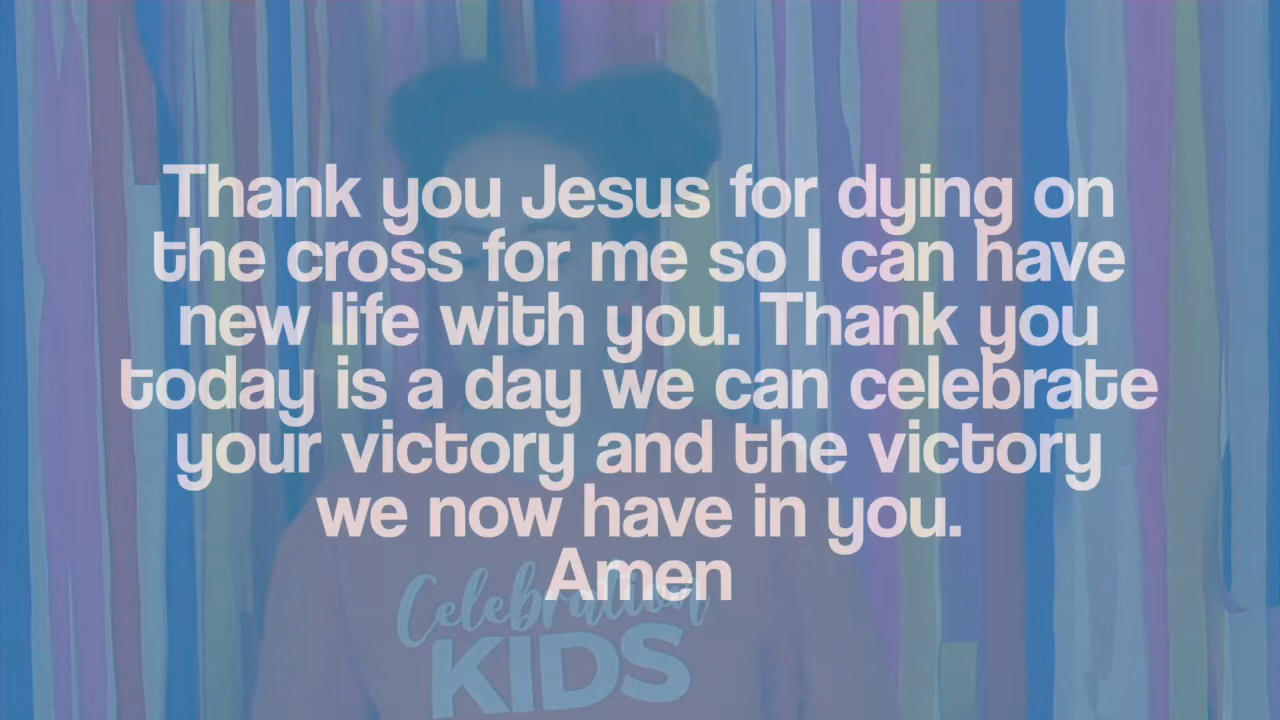 Thank you Jesus for dying on
the cross for me so I can have
new life with you. Thank you
today is a day we can celebrate
your victory and the victory
we now have in you.
Amen
Celebration
KIDS